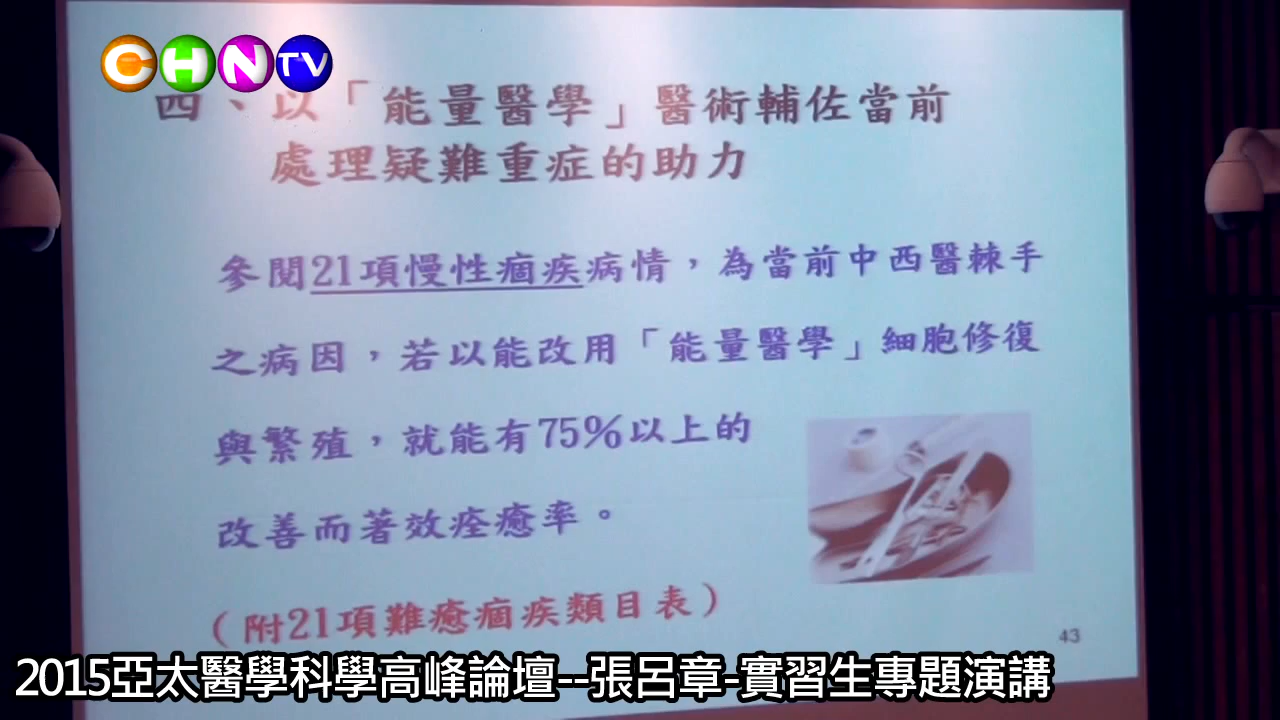 CHNTV
四、以「能量醫學」醫術輔佐當前
處理疑難重症的助力
參閱21項慢性痼疾病情，為當前中西醫棘手
之病因，若以能改用「能量醫學」細胞修復
與繁殖，就能有75%以上的
改善而著效痊癒率。
（附21項難癒痼疾類目表）
43
2015亞太醫學科學高峰論壇--張呂章-實習生專題演講